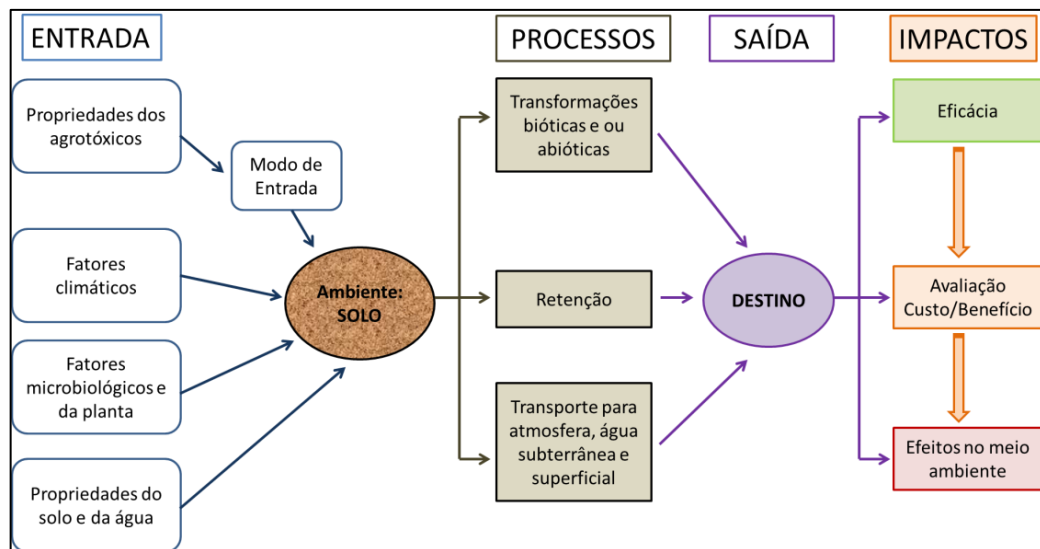 ENTRADA
PROCESSOS
SAÍDA
IMPACTOS
Propriedades dos
agrotóxicos
Modo de
Entrada
Fatores
climáticos
Fatores
microbiológicos e
da planta
Propriedades do
solo e da água
Ambiente:
SOLO
Transformações
bióticas e ou
abióticas
Retenção
Transporte para
atmosfera, água
subterrânea e
superficial
DESTINO
Eficácia
Avaliação
Custo/Benefício
Efeitos no meio
ambiente